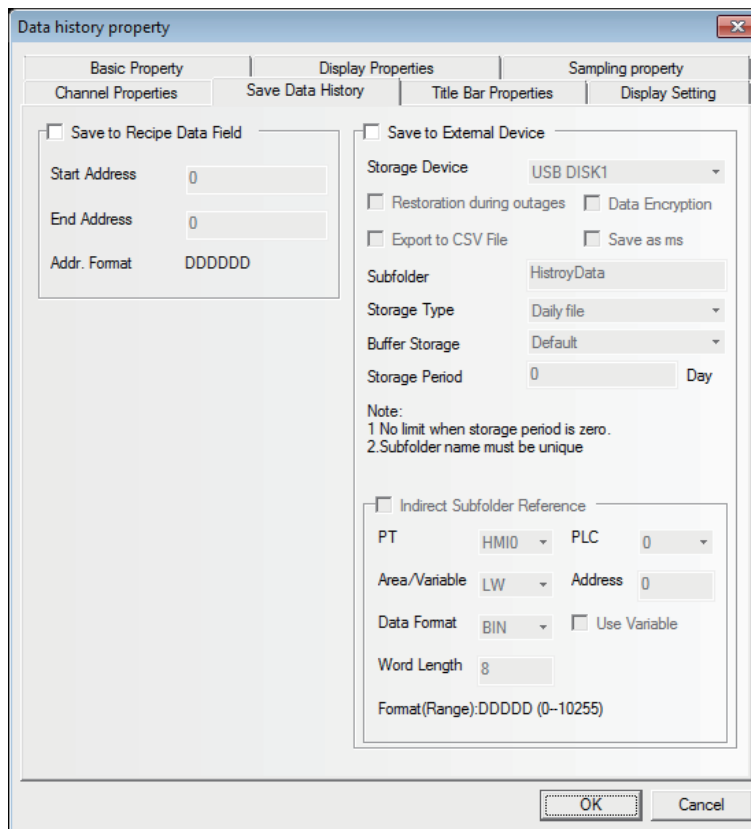 Data history property
Basic Property Display Properties Sampling property
Channel Properties Save Data History Title Bar Properties Display Setting
Save to Recipe Data Field
Start Address 0
End Address 0
Addr. Format DDDDDD
Save to External Device
Storage Device USB DISK1
Restoration during outages Data Encryption
Export to CSV File Save as ms
Subfolder HistroyData
Storage Type Daily file
Buffer Storage Default
Storage Period 0 Day
Note:
1 No limit when storage period is zero.
2.Subfolder name must be unique
Indirect Subfolder Reference
PT HMI0 PLC 0
Area/Variable LW Address 0
Data Format BIN Use Variable
Word Length 8
Format(Range):DDDDD (0--10255)
OK Cancel